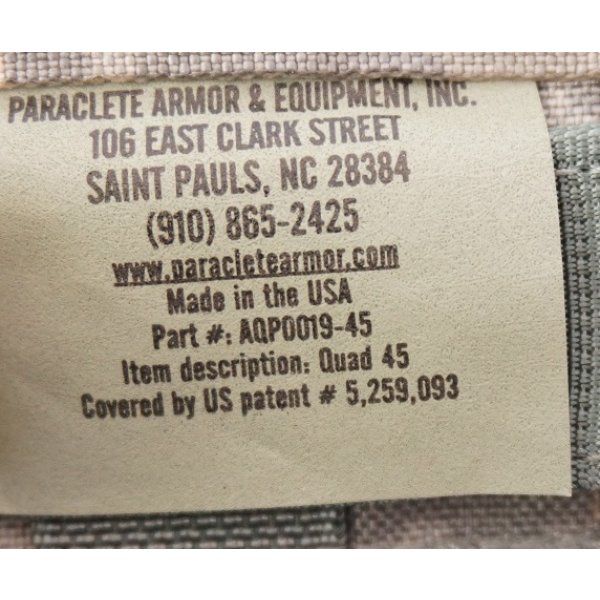 PARACLETE ARMOR & EQUIPMENT, INC.
106 EAST CLARK STREET
SAINT PAULS, NC 28384
(910) 865-2425
www.paracletearmor.com
Made in the USA
Part #: AQP0019-45
Item description: Quad 45
Covered by US patent # 5,259,093